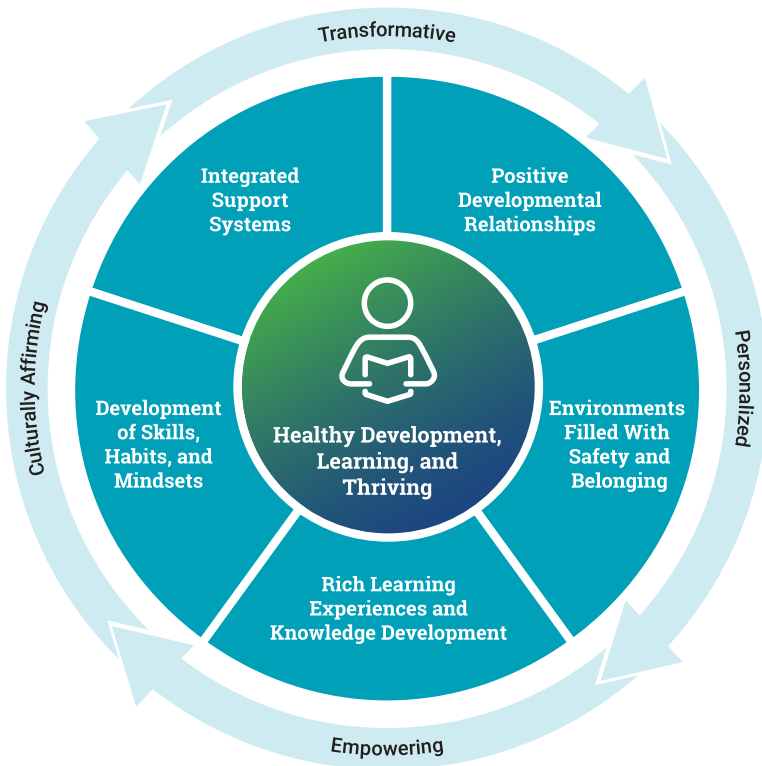 Transformative
Integrated
Support
Systems
Positive
Developmental
Relationships
Culturally Affirming
Personalized
Development
of Skills,
Habits, and
Mindsets
Healthy Development,
Learning, and
Thriving
Environments
Filled With
Safety and
Belonging
Rich Learning
Experiences and
Knowledge Development
Empowering